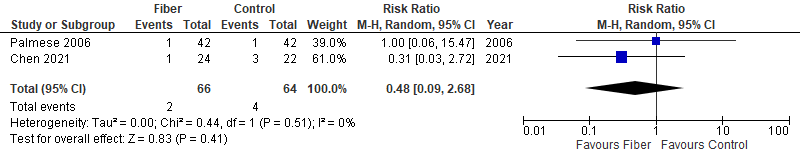 Fiber Control Risk Ratio Risk Ratio
Study or Subgroup Events Total Events Total Weight M-H, Random, 95% CI Year M-H, Random, 95% CI
Palmese 2006 1 42 1 42 39.0% 1.00 [0.06, 15.47] 2006
Chen 2021 1 24 3 22 61.0% 0.31 [0.03, 2.72] 2021
Total (95% CI) 66 64 100.0% 0.48 [0.09, 2.68]
Total events 2 4
Heterogeneity: Tau² = 0.00; Chi² = 0.44, df = 1 (P = 0.51); I² = 0%
Test for overall effect: Z = 0.83 (P = 0.41)
0.01 0.1 1 10 100
Favours Fiber Favours Control